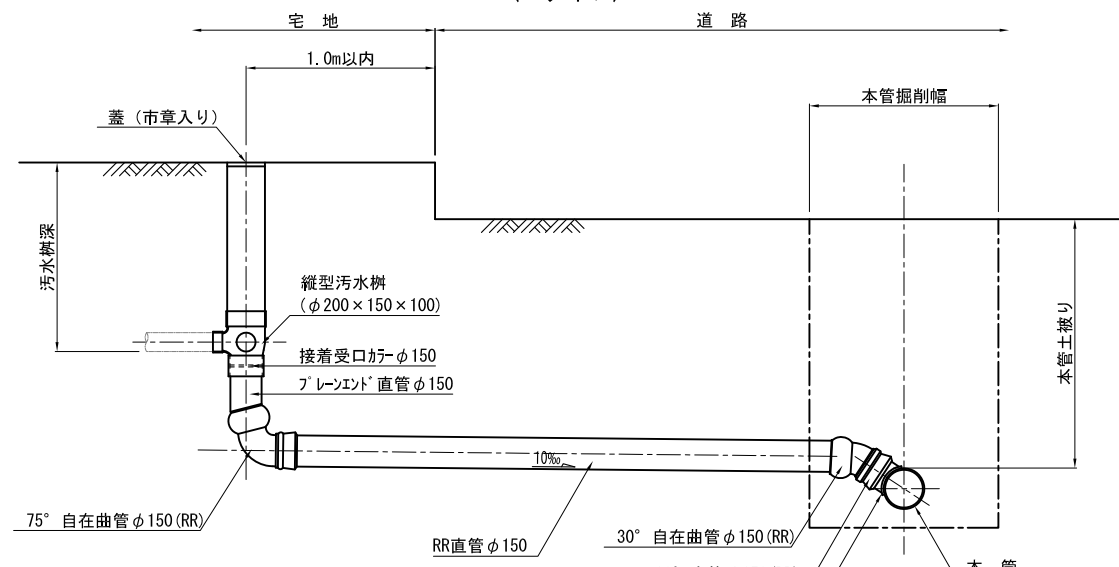 宅 地
道 路
1.0m以内
本管掘削幅
蓋（市章入り）
汚水桝深
縦型汚水桝
（φ200×150×100）
接着受口ｶﾗｰφ150
ﾌﾟﾚｰﾝｴﾝﾄﾞ直管φ150
本管土被り
10‰
75° 自在曲管φ150(RR)
RR直管φ150
30° 自在曲管φ150(RR)
本 管